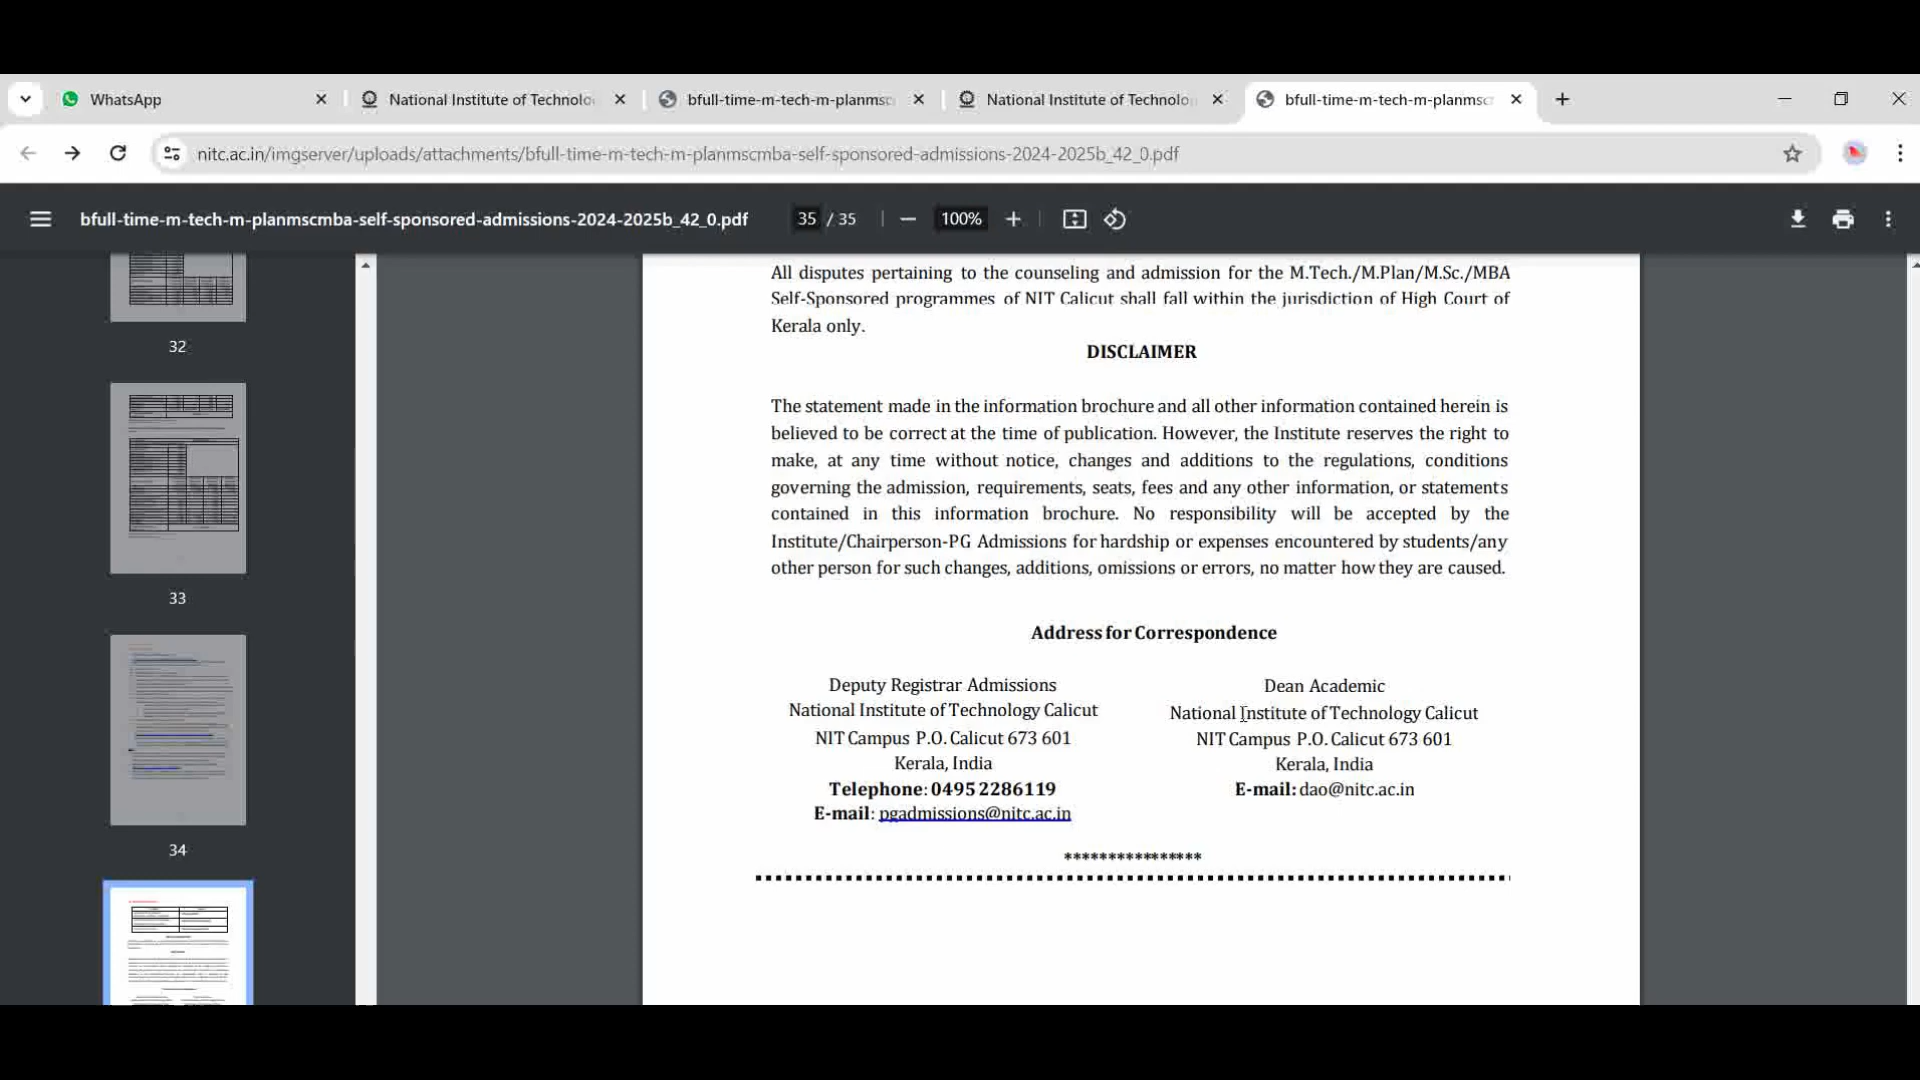 WhatsApp
National Institute of Technolo
bfull-time-m-tech-m-planmsc
National Institute of Technolo
bfull-time-m-tech-m-planmsc
nitc.ac.in/imgserver/uploads/attachments/bfull-time-m-tech-m-planmscmba-self-sponsored-admissions-2024-2025b_42_0.pdf
bfull-time-m-tech-m-planmscmba-self-sponsored-admissions-2024-2025b_42_0.pdf
35 / 35
100%
32
33
34
All disputes pertaining to the counseling and admission for the M.Tech./M.Plan/M.Sc./MBA
Self-Sponsored programmes of NIT Calicut shall fall within the jurisdiction of High Court of
Kerala only.
DISCLAIMER
The statement made in the information brochure and all other information contained herein is
believed to be correct at the time of publication. However, the Institute reserves the right to
make, at any time without notice, changes and additions to the regulations, conditions
governing the admission, requirements, seats, fees and any other information, or statements
contained in this information brochure. No responsibility will be accepted by the
Institute/Chairperson-PG Admissions for hardship or expenses encountered by students/any
other person for such changes, additions, omissions or errors, no matter how they are caused.
Address for Correspondence
Deputy Registrar Admissions
National Institute of Technology Calicut
NIT Campus P.O. Calicut 673 601
Kerala, India
Telephone: 0495 2286119
E-mail: pgadmissions@nitc.ac.in
Dean Academic
National Institute of Technology Calicut
NIT Campus P.O. Calicut 673 601
Kerala, India
E-mail: dao@nitc.ac.in
****************